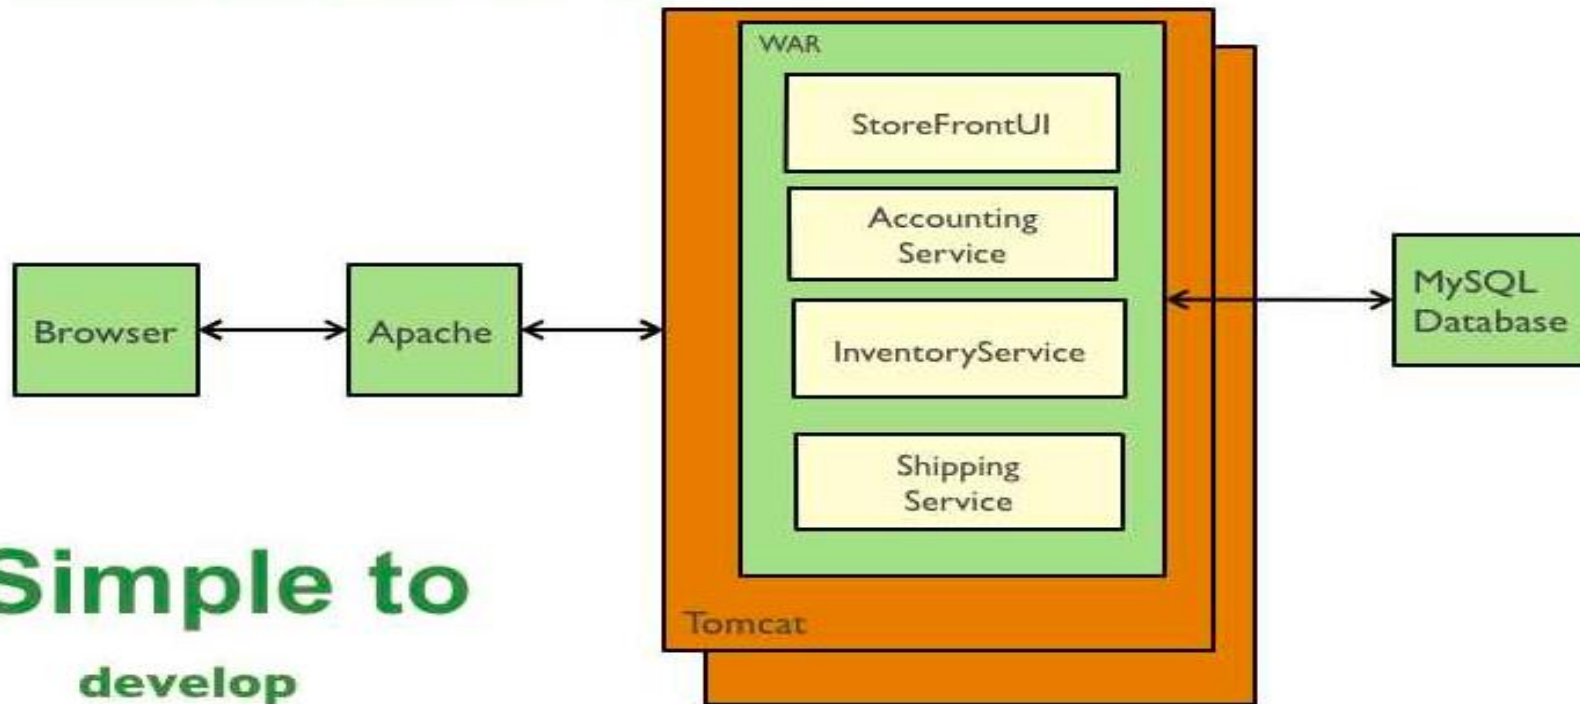 WAR
StoreFrontUI
Accounting
Service
InventoryService
Shipping
Service
Tomcat
Browser
Apache
MySQL
Database
Simple to
develop